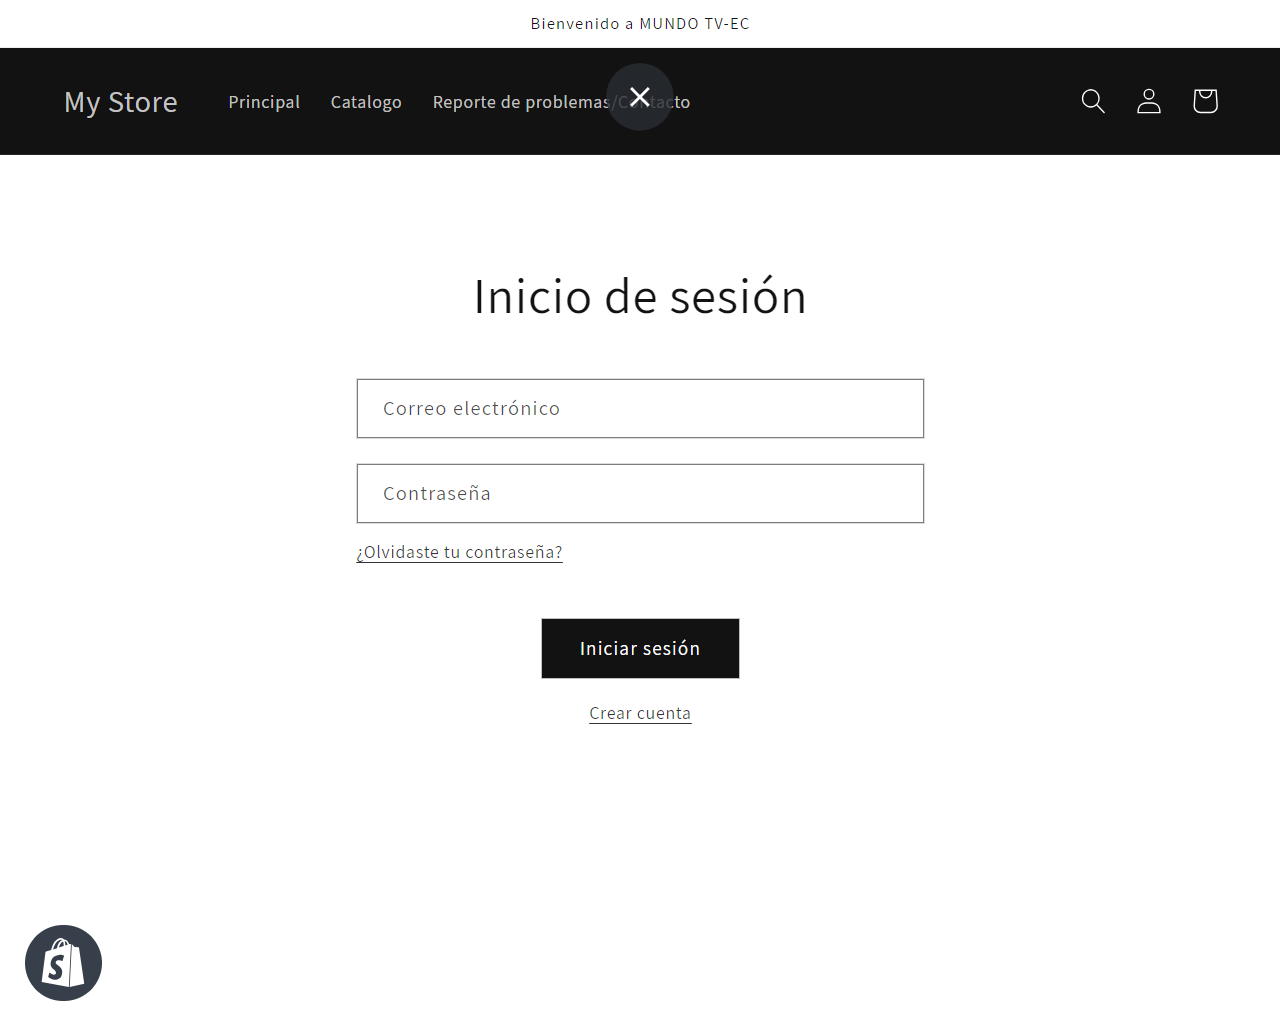 Bienvenido a MUNDO TV-EC
My Store
Principal
Catalogo
Reporte de problemas/Contacto
Inicio de sesión
Correo electrónico
Contraseña
¿Olvidaste tu contraseña?
Iniciar sesión
Crear cuenta
S